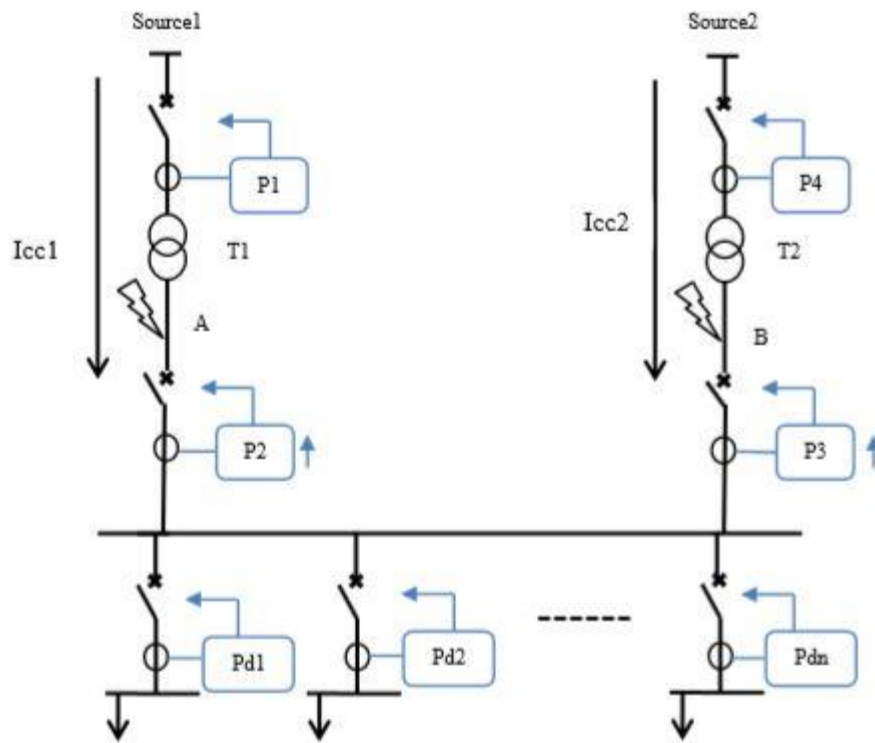 Source1
Source2
P1
P4
Icc1
T1
Icc2
T2
A
B
P2
P3
Pd1
Pd2
Pdn